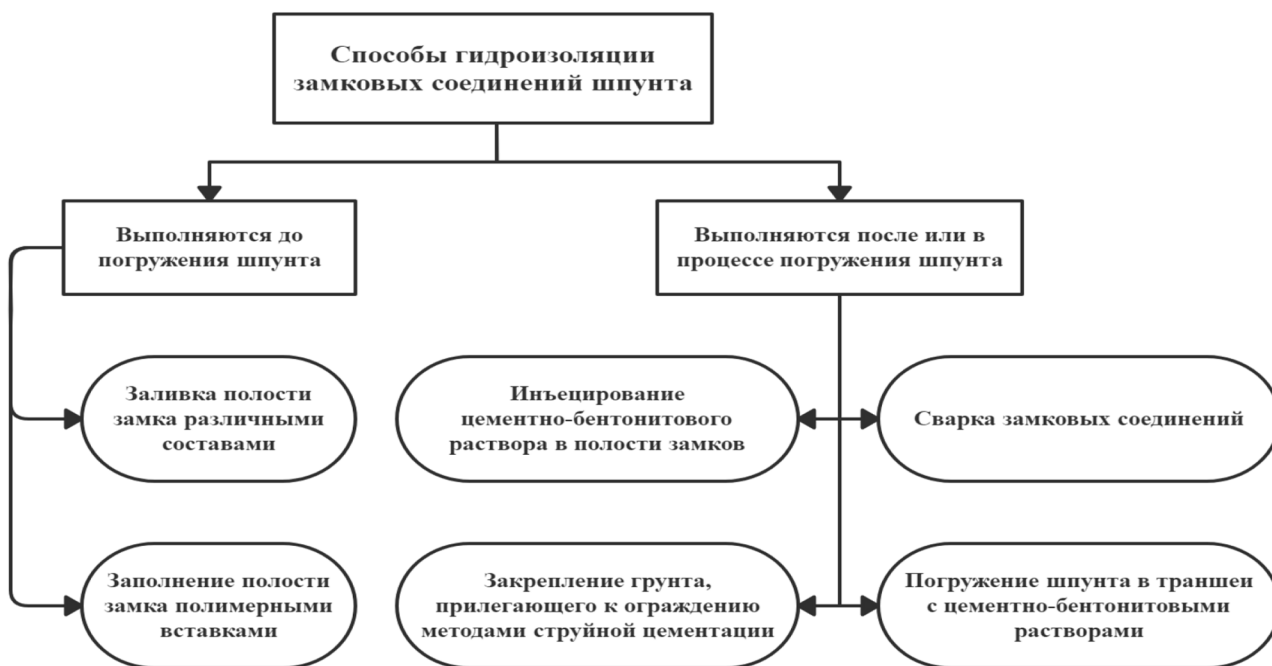 Способы гидроизоляции
замковых соединений шпунта
Выполняются до
погружения шпунта
Выполняются после или в
процессе погружения шпунта
Заливка полости
замка различными
составами
Инъецирование
цементно-бентонитового
раствора в полости замков
Сварка замковых соединений
Заполнение полости
замка полимерными
вставками
Закрепление грунта,
прилегающего к ограждению
методами струйной цементации
Погружение шпунта в траншеи
с цементно-бентонитовыми
растворами